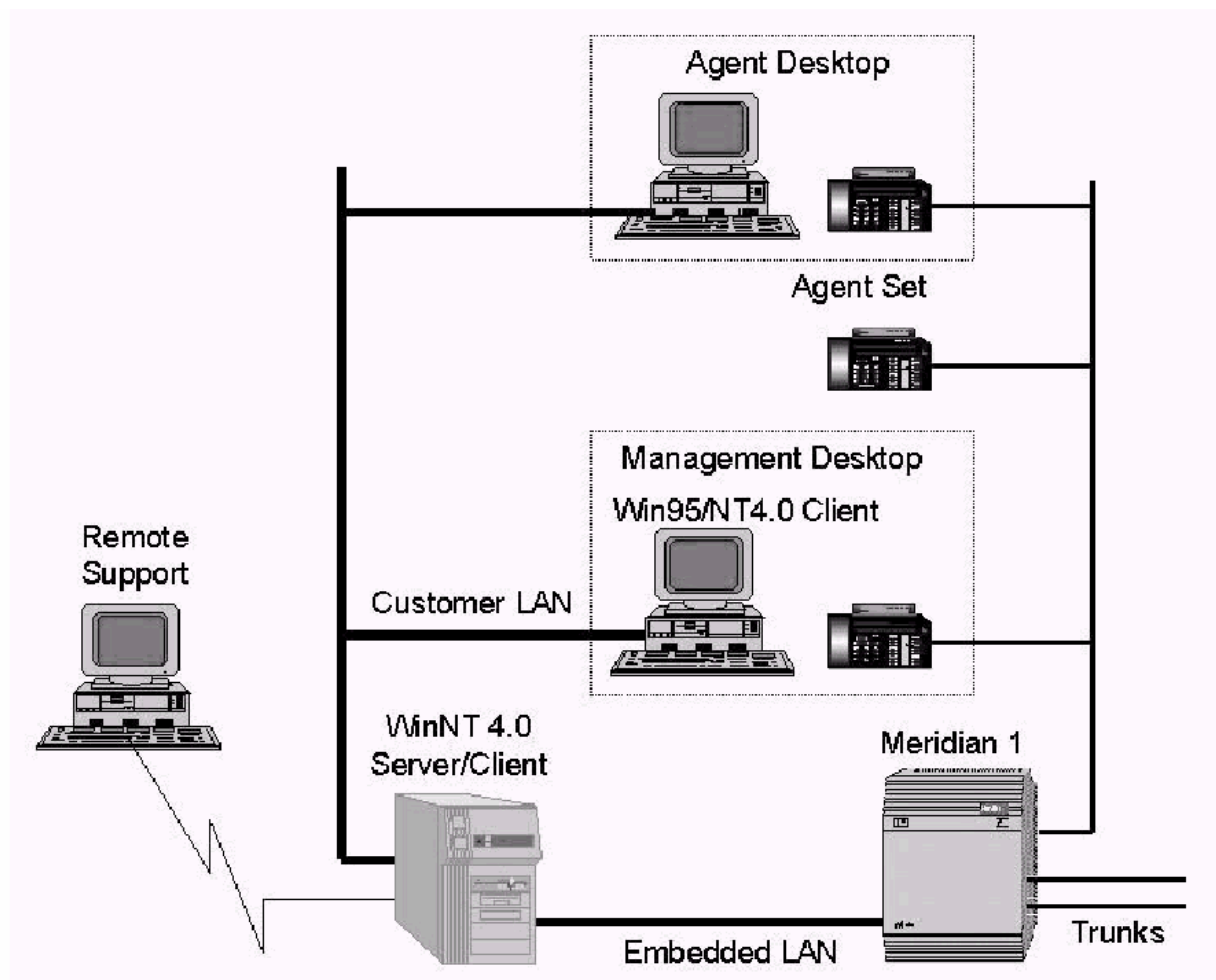 Agent Desktop
Agent Set
Management Desktop
Win95/NT4.0 Client
Remote
Support
Customer LAN
WinNT 4.0
Server/Client
Meridian 1
Embedded LAN
Trunks